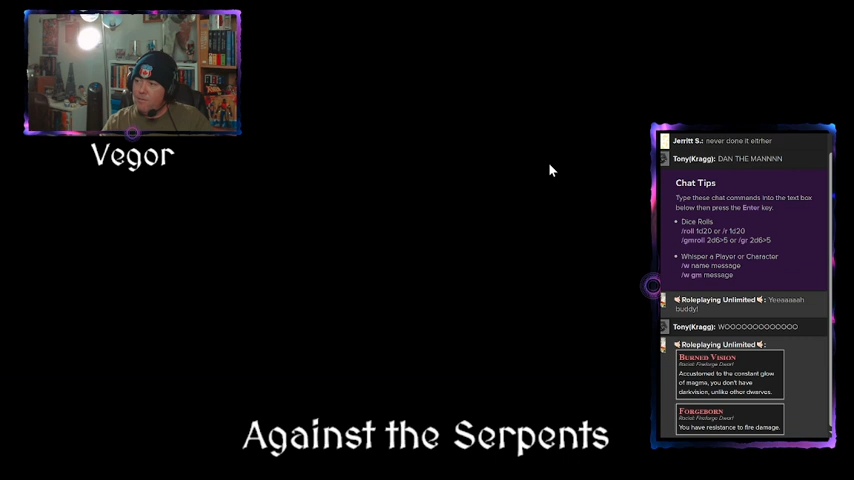 Jerritt S.: never done it eitrher
Tony(Kragg): DAN THE MANNNN
Vegor
Chat Tips
Type these chat commands into the text box
below then press the Enter key.
Dice Rolls
/roll 1d20 or /r 1d20
/gmroll 2d6>5 or /gr 2d6>5
Whisper a Player or Character
/w name message
/w gm message
Roleplaying Unlimited: Yeeaaaah
buddy!
Tony(Kragg): WOOOOOOOOOOOOO
Roleplaying Unlimited:
BURNED VISION
Racial: Fireforge Dwarf
Accustomed to the constant glow
of magma, you don't have
darkvision, unlike other dwarves.
FORGEBORN
Racial: Fireforge Dwarf
You have resistance to fire damage.
Against the Serpents